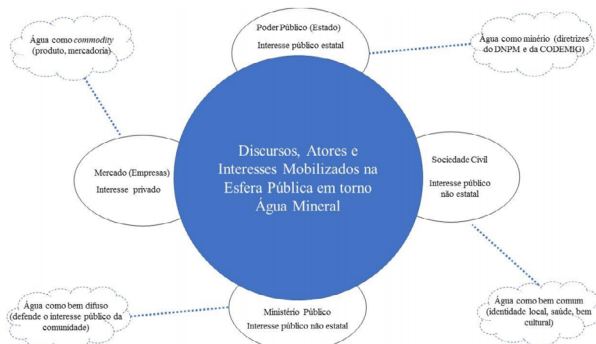 Água como commodity
(produto, mercadoria)
Poder Público (Estado)
Interesse público estatal
Água como minério (diretrizes
do DNPM e da CODEMIG)
Mercado (Empresas)
Interesse privado
Discursos, Atores e
Interesses Mobilizados na
Esfera Pública em torno
Água Mineral
Sociedade Civil
Interesse público
não estatal
Água como bem difuso
(defende o interesse público da
comunidade)
Ministério Público
Interesse público não estatal
Água como bem comum
(identidade local, saúde, bem
cultural)